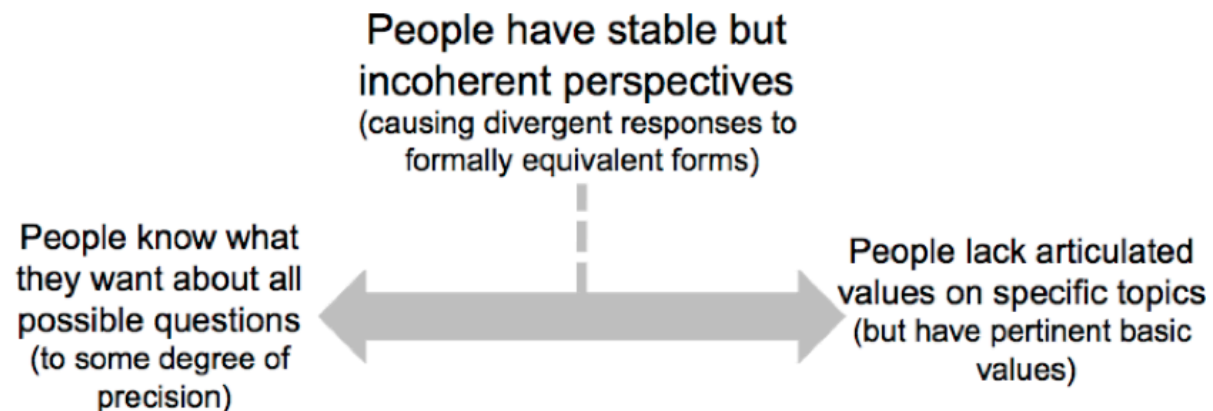 People have stable but
incoherent perspectives
(causing divergent responses to
formally equivalent forms)
People know what
they want about all
possible questions
(to some degree of
precision)
People lack articulated
values on specific topics
(but have pertinent basic
values)